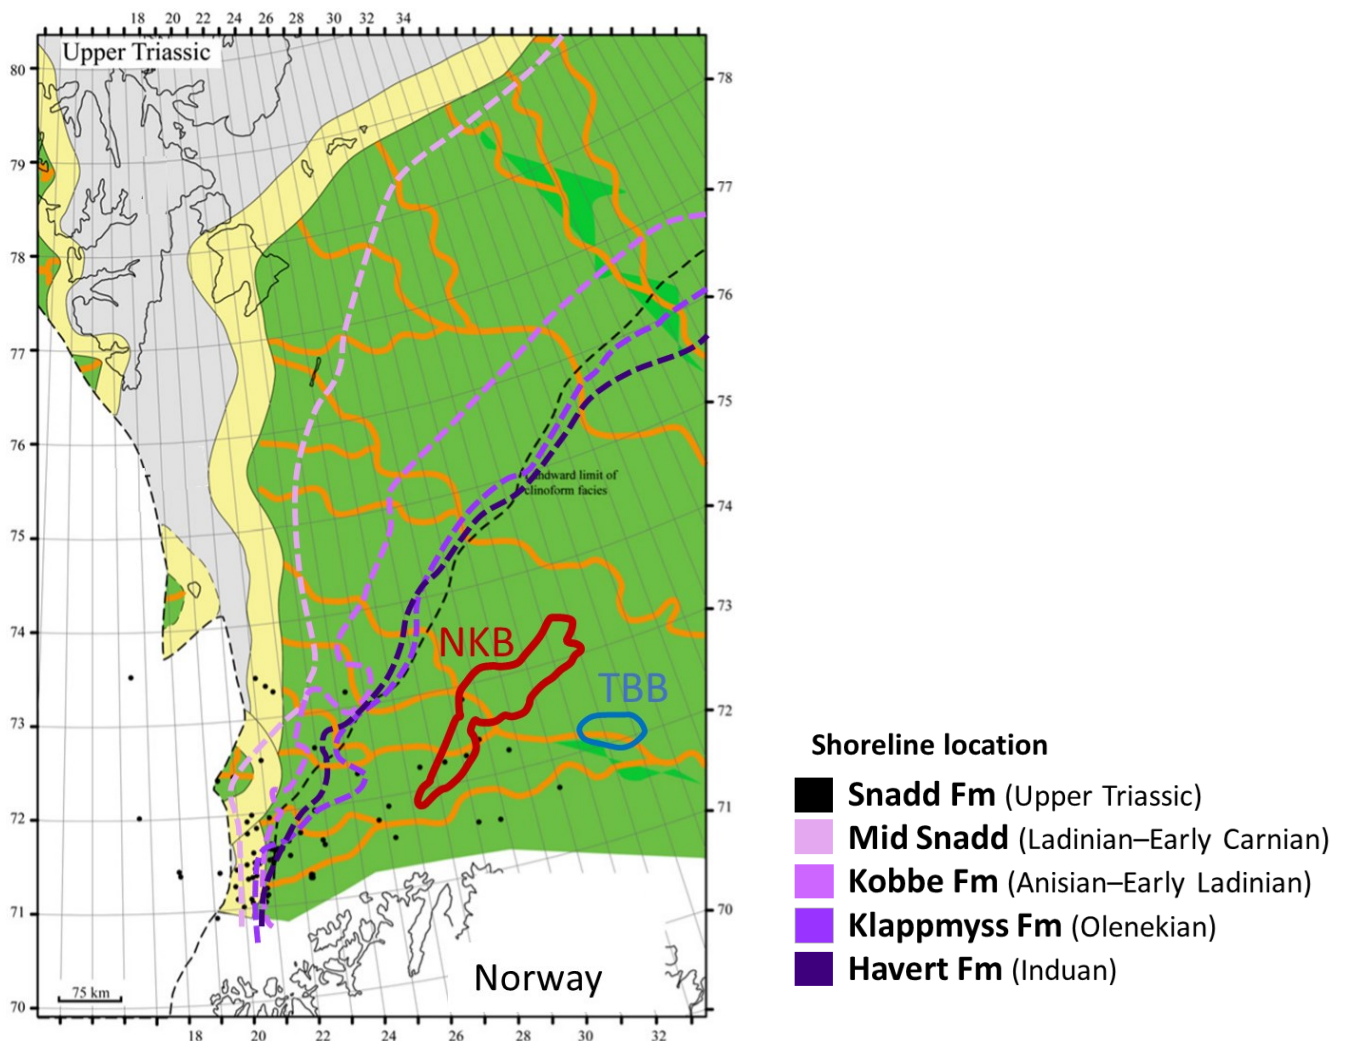 18 20 22 24 26 28 30 32 34
Upper Triassic
80
79
78
77
76
75
74
73
72
71
70
78
77
76
75
74
73
72
71
70
landward limit of
clinoform facies
NKB
TBB
Norway
75 km
18 20 22 24 26 28 30 32
Shoreline location
Snadd Fm (Upper Triassic)
Mid Snadd (Ladinian–Early Carnian)
Kobbe Fm (Anisian–Early Ladinian)
Klappmyss Fm (Olenekian)
Havert Fm (Induan)